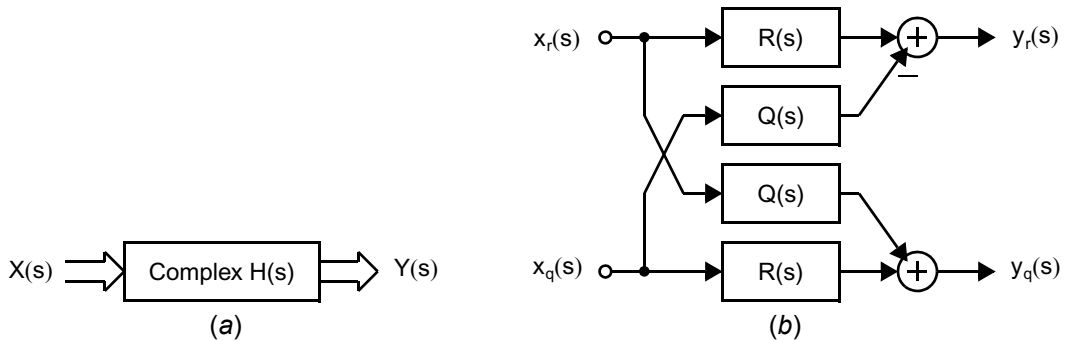 x_r(s)
R(s)
+
y_r(s)
—
Q(s)
Q(s)
x_q(s)
R(s)
+
y_q(s)
X(s)
Complex H(s)
Y(s)
(a)
(b)